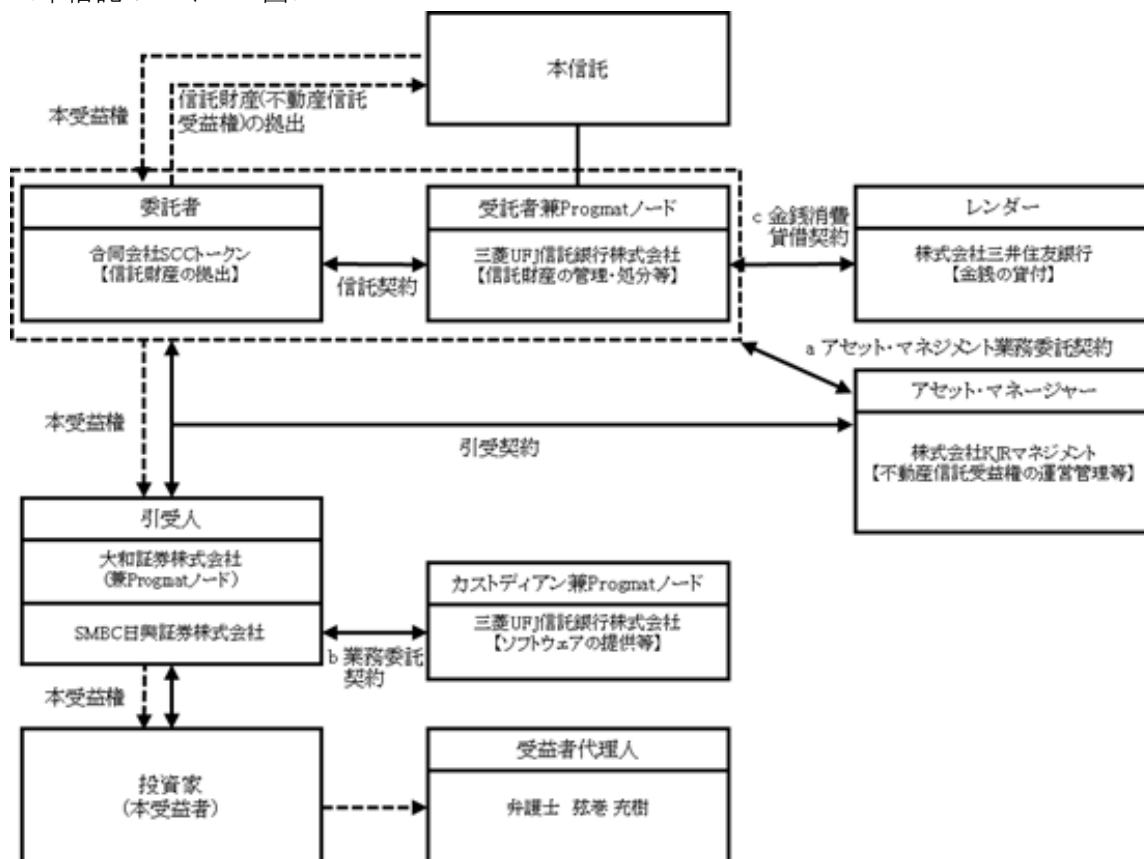 本信託
本受益権
信託財産(不動産信託
受益権)の拠出
委託者
合同会社SCCトークン
【信託財産の拠出】
信託契約
受託者兼Progmatノード
三菱UFJ信託銀行株式会社
【信託財産の管理・処分等】
c 金銭消費
貸借契約
レンダー
株式会社三井住友銀行
【金銭の貸付】
a アセット・マネジメント業務委託契約
アセット・マネージャー
株式会社KJRマネジメント
【不動産信託受益権の運営管理等】
本受益権
引受契約
引受人
大和証券株式会社
(兼Progmatノード)
SMBC日興証券株式会社
b 業務委託
契約
カストディアン兼Progmatノード
三菱UFJ信託銀行株式会社
【ソフトウェアの提供等】
本受益権
投資家
(本受益者)
受益者代理人
弁護士 弦巻 充樹